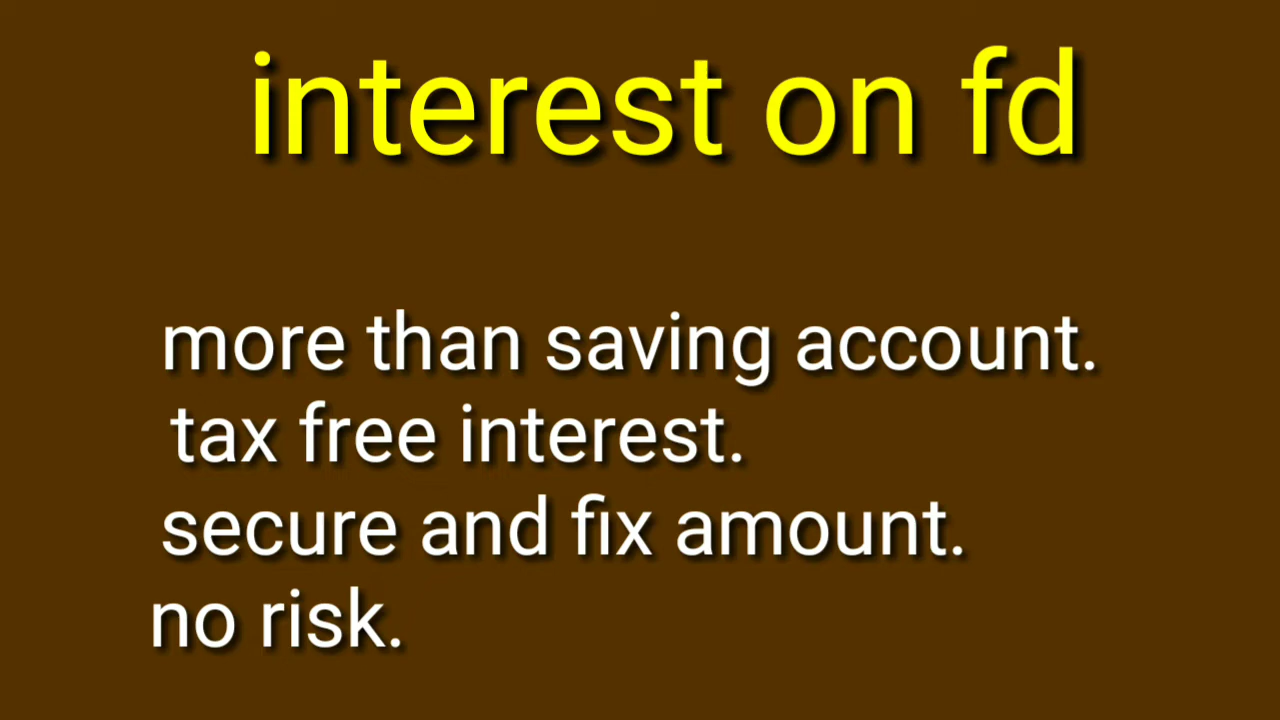 interest on fd
more than saving account.
tax free interest.
secure and fix amount.
no risk.